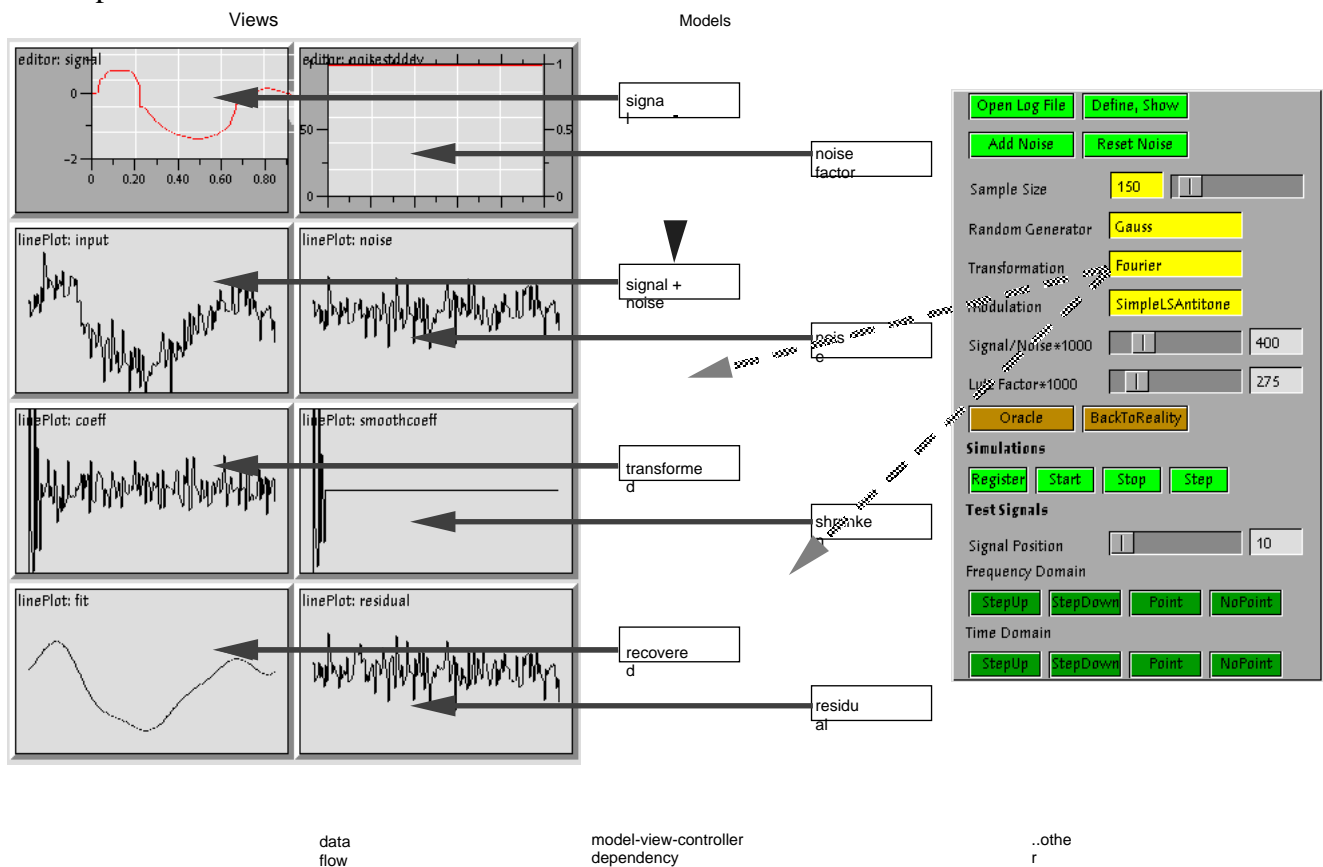 Views
Models
editor: signal
0
-2
0
0.20
0.40
0.60
0.80
editor: noisestddev
1
1
50
0.5
0
0
signa
l
noise
factor
linePlot: input
linePlot: noise
signal +
noise
nois
e
linePlot: coeff
linePlot: smoothcoeff
transforme
d
shrunke
n
linePlot: fit
linePlot: residual
recovere
d
residu
al
Open Log File
Define, Show
Add Noise
Reset Noise
Sample Size
150
Random Generator
Gauss
Transformation
Fourier
Modulation
SimpleLSAntitone
Signal/Noise*1000
400
Factor*1000
275
Oracle
BackToReality
Simulations
Register
Start
Stop
Step
Test Signals
Signal Position
10
Frequency Domain
StepUp
StepDown
Point
NoPoint
Time Domain
StepUp
StepDown
Point
NoPoint
data
flow
model-view-controller
dependency
..othe
r